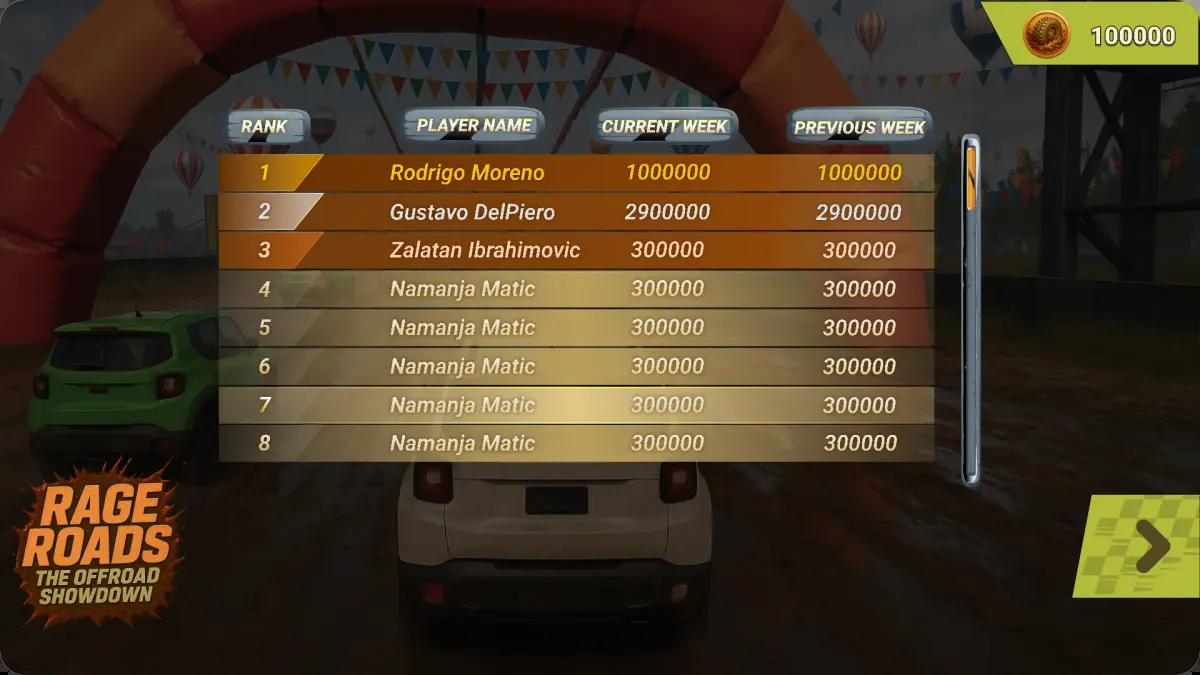 100000
RANK PLAYER NAME CURRENT WEEK PREVIOUS WEEK
1 Rodrigo Moreno 1000000 1000000
2 Gustavo DelPiero 2900000 2900000
3 Zalatan Ibrahimovic 300000 300000
4 Namanja Matic 300000 300000
5 Namanja Matic 300000 300000
6 Namanja Matic 300000 300000
7 Namanja Matic 300000 300000
8 Namanja Matic 300000 300000
RAGE
ROADS
THE OFFROAD
SHOWDOWN